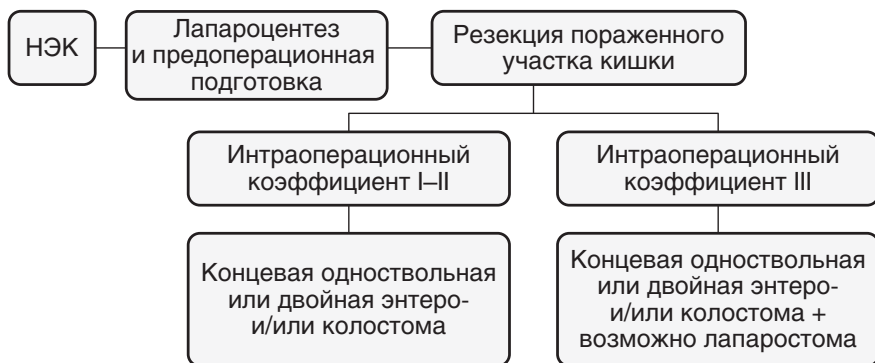 НЭК
Лапароцентез
и предоперационная
подготовка
Резекция пораженного
участка кишки
Интраоперационный
коэффициент I–II
Интраоперационный
коэффициент III
Концевая одноствольная
или двойная энтеро-
и/или колостома
Концевая одноствольная
или двойная энтеро-
и/или колостома +
возможно лапаростома